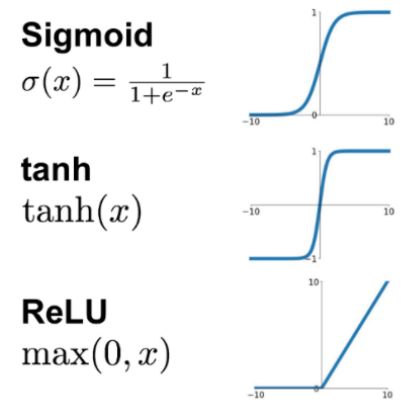 Sigmoid
σ(x) = 1/(1+e^−x)
1
0
−10
10
tanh
tanh(x)
1
−10
10
−1
ReLU
max(0, x)
10
0
−10
10